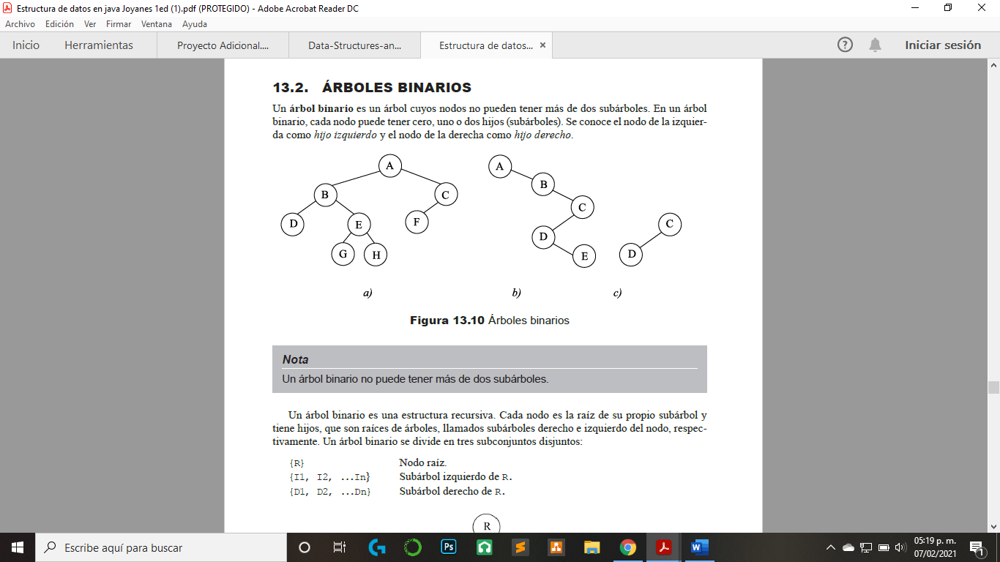 Estructura de datos en java Joyanes 1ed (1).pdf (PROTEGIDO) - Adobe Acrobat Reader DC
Archivo Edición Ver Firmar Ventana Ayuda
Inicio Herramientas Proyecto Adicional.... Data-Structures-an... Estructura de datos... × ? Iniciar sesión
13.2. ÁRBOLES BINARIOS
Un árbol binario es un árbol cuyos nodos no pueden tener más de dos subárboles. En un árbol
binario, cada nodo puede tener cero, uno o dos hijos (subárboles). Se conoce el nodo de la izquier-
da como hijo izquierdo y el nodo de la derecha como hijo derecho.
A
B C
D E F
G H
a)
A
B
C
D
E
b)
C
D
c)
Figura 13.10 Árboles binarios
Nota
Un árbol binario no puede tener más de dos subárboles.
Un árbol binario es una estructura recursiva. Cada nodo es la raíz de su propio subárbol y
tiene hijos, que son raíces de árboles, llamados subárboles derecho e izquierdo del nodo, respec-
tivamente. Un árbol binario se divide en tres subconjuntos disjuntos:
{R} Nodo raíz.
{I1, I2, ...In} Subárbol izquierdo de R.
{D1, D2, ...Dn} Subárbol derecho de R.
R
Escribe aquí para buscar
Ps
W
05:19 p. m.
07/02/2021
1